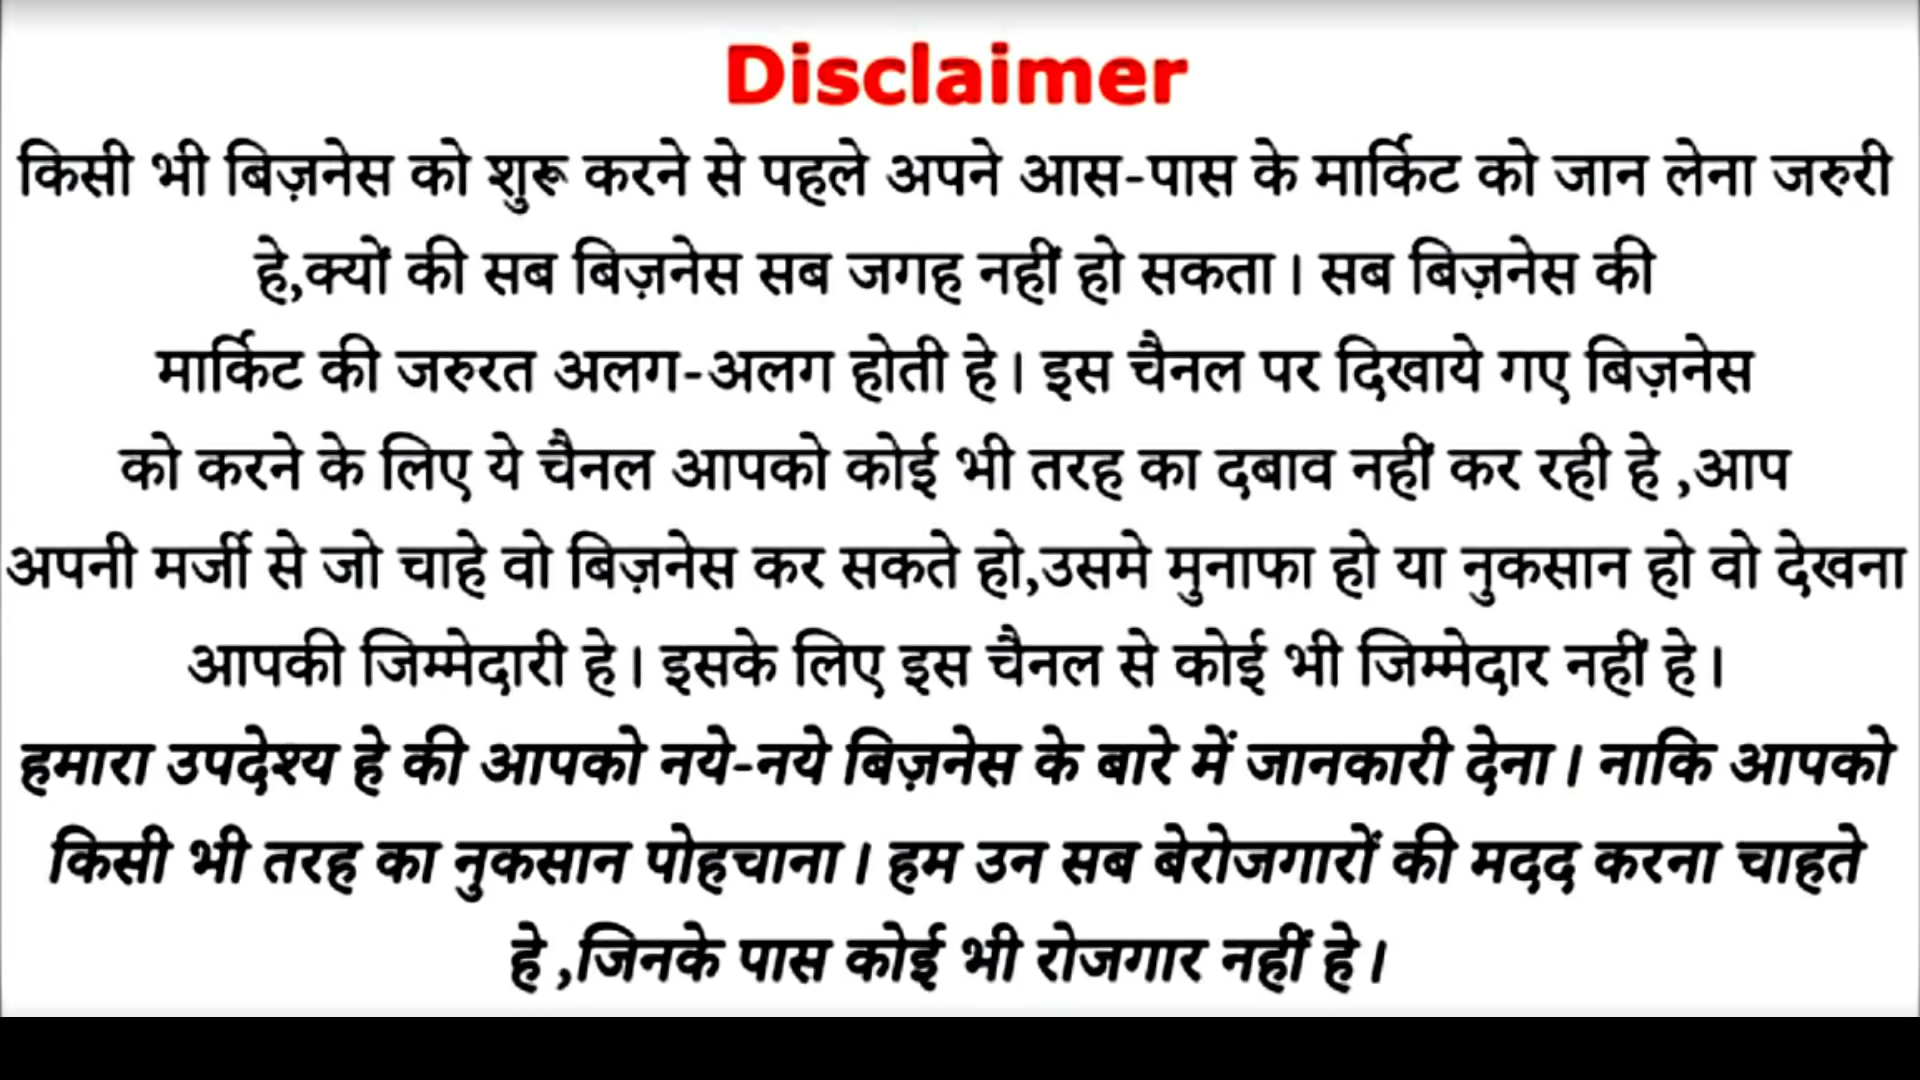 Disclaimer
किसी भी बिज़नेस को शुरू करने से पहले अपने आस-पास के मार्किट को जान लेना जरुरी
हे,क्यों की सब बिज़नेस सब जगह नहीं हो सकता। सब बिज़नेस की
मार्किट की जरुरत अलग-अलग होती हे। इस चैनल पर दिखाये गए बिज़नेस
को करने के लिए ये चैनल आपको कोई भी तरह का दबाव नहीं कर रही हे ,आप
अपनी मर्जी से जो चाहे वो बिज़नेस कर सकते हो,उसमे मुनाफा हो या नुकसान हो वो देखना
आपकी जिम्मेदारी हे। इसके लिए इस चैनल से कोई भी जिम्मेदार नहीं हे।
हमारा उपदेश्य हे की आपको नये-नये बिज़नेस के बारे में जानकारी देना। नाकि आपको
किसी भी तरह का नुकसान पोहचाना। हम उन सब बेरोजगारों की मदद करना चाहते
हे ,जिनके पास कोई भी रोजगार नहीं हे।